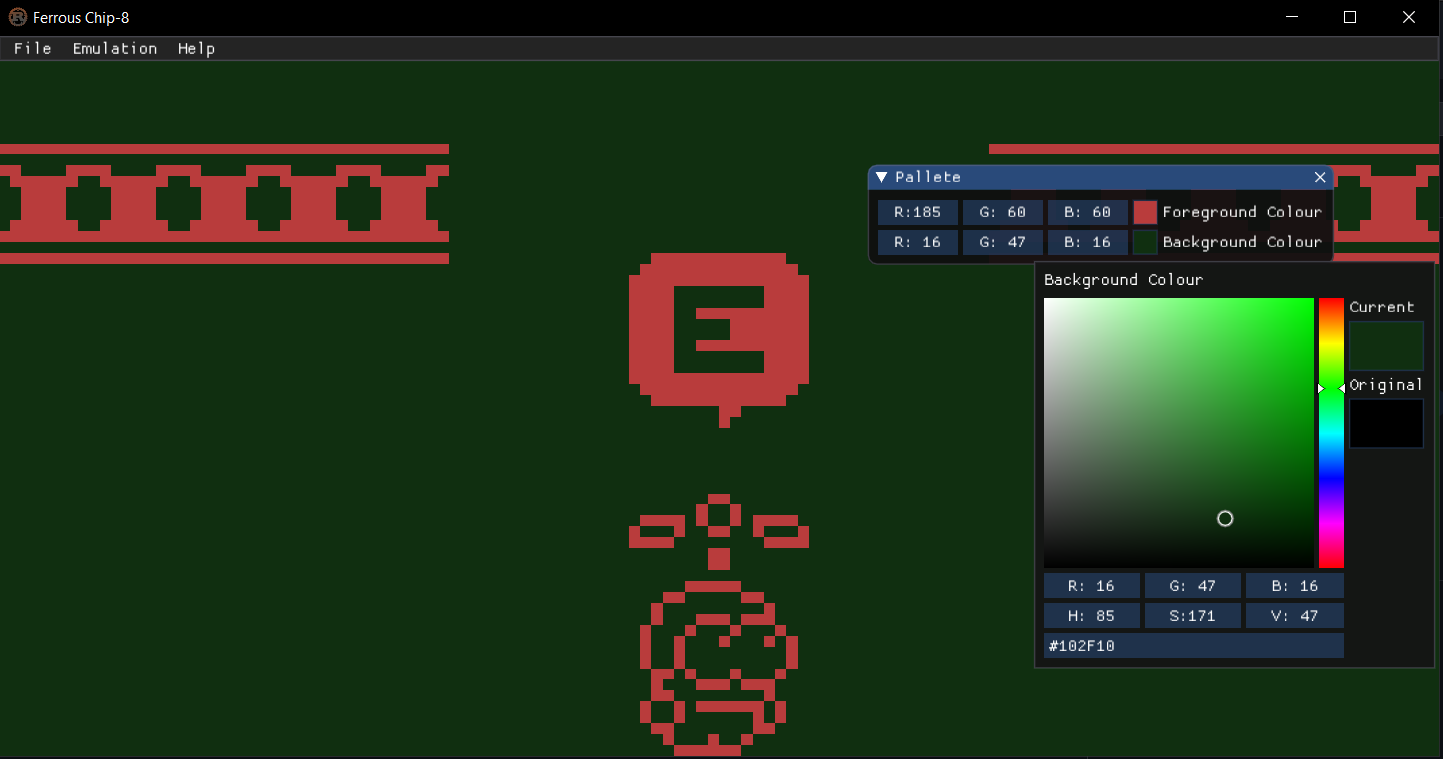 Ferrous Chip-8
File Emulation Help
Pallete
R:185 G: 60 B: 60 Foreground Colour
R: 16 G: 47 B: 16 Background Colour
E
Background Colour
Current
Original
R: 16 G: 47 B: 16
H: 85 S:171 V: 47
#102F10